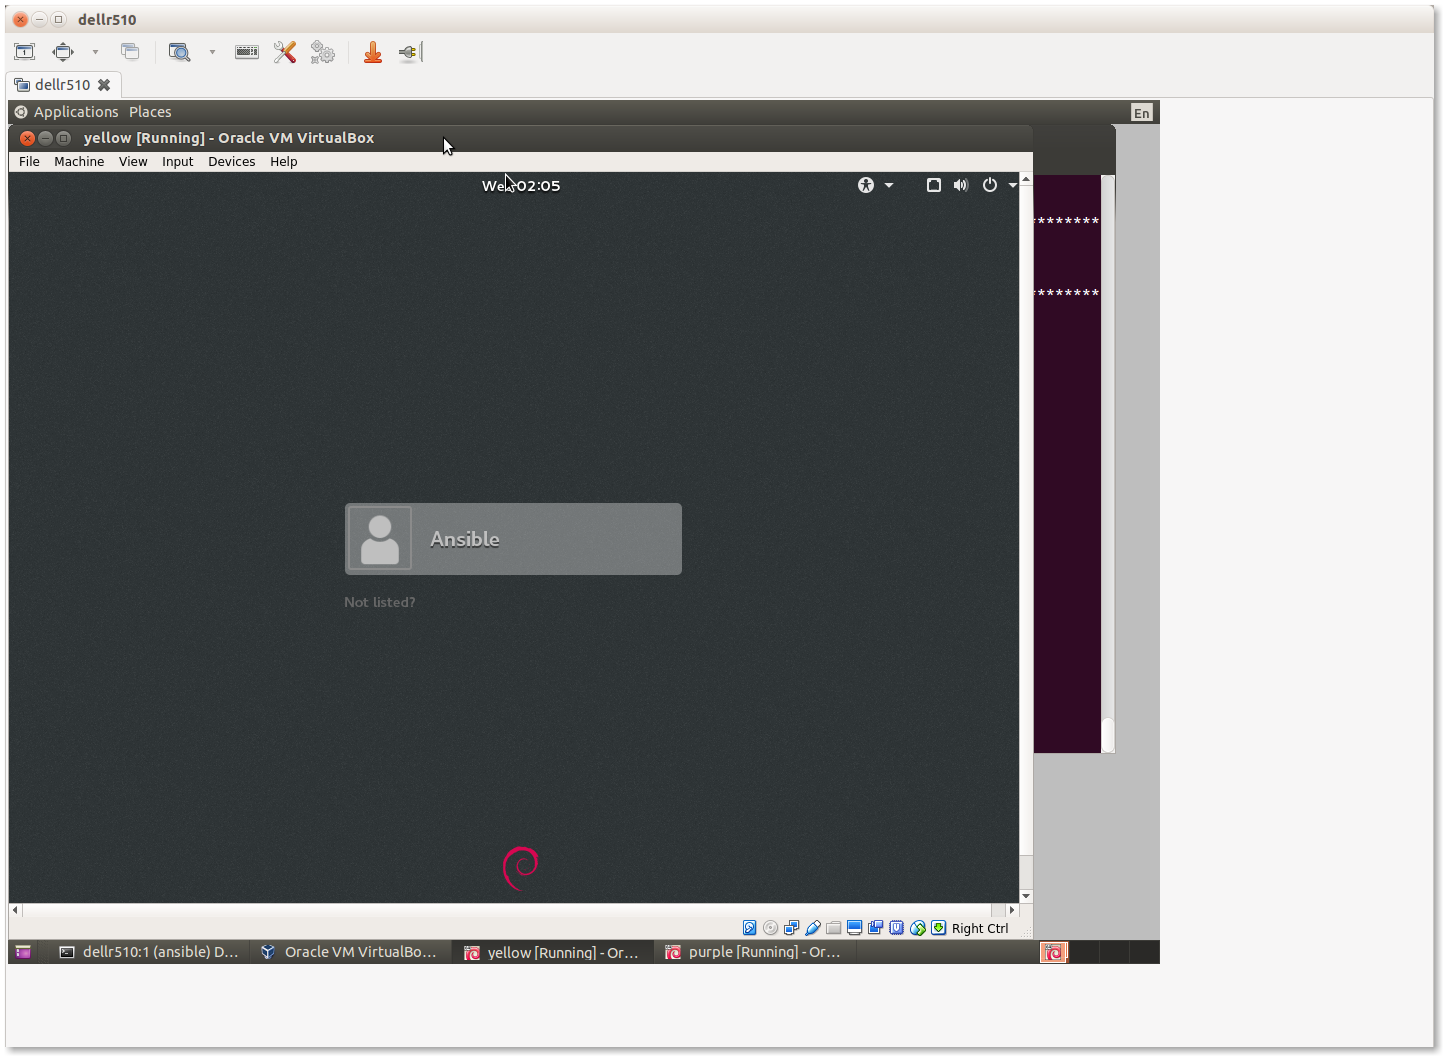 dellr510
dellr510
Applications Places
En
yellow [Running] - Oracle VM VirtualBox
File Machine View Input Devices Help
02:05
********
********
Ansible
Not listed?
Right Ctrl
dellr510:1 (ansible) D...
Oracle VM VirtualBo...
yellow [Running] - Or...
purple [Running] - Or...